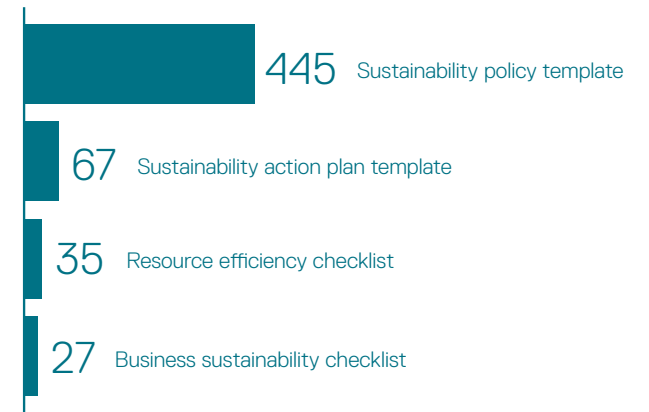 445 Sustainability policy template
67 Sustainability action plan template
35 Resource efficiency checklist
27 Business sustainability checklist